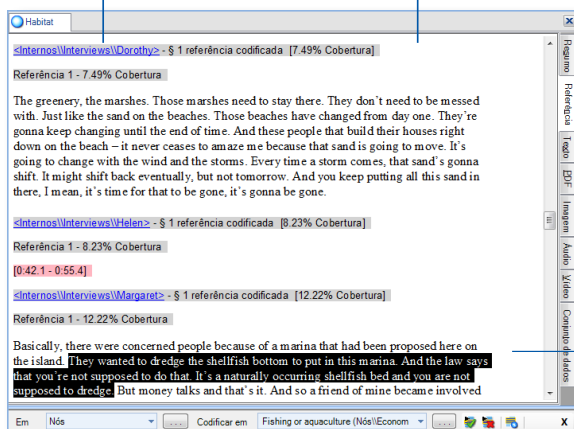 Habitat
<Internos\\Interviews\\Dorothy> - § 1 referência codificada [7.49% Cobertura]
Referência 1 - 7.49% Cobertura
The greenery, the marshes. Those marshes need to stay there. They don't need to be messed
with. Just like the sand on the beaches. Those beaches have changed from day one. They're
gonna keep changing until the end of time. And these people that build their houses right
down on the beach – it never ceases to amaze me because that sand is going to move. It's
going to change with the wind and the storms. Every time a storm comes, that sand's gonna
shift. It might shift back eventually, but not tomorrow. And you keep putting all this sand in
there, I mean, it's time for that to be gone, it's gonna be gone.
<Internos\\Interviews\\Helen> - § 1 referência codificada [8.23% Cobertura]
Referência 1 - 8.23% Cobertura
[0:42.1 - 0:55.4]
<Internos\\Interviews\\Margaret> - § 1 referência codificada [12.22% Cobertura]
Referência 1 - 12.22% Cobertura
Basically, there were concerned people because of a marina that had been proposed here on
the island. They wanted to dredge the shellfish bottom to put in this marina. And the law says
that you're not supposed to do that. It's a naturally occurring shellfish bed and you are not
supposed to dredge. But money talks and that's it. And so a friend of mine became involved
Resumo
Referência
Texto
PDF
Imagem
Áudio
Vídeo
Conjunto de dados
Em Nós ... Codificar em Fishing or aquaculture (Nós\\Econom ... X